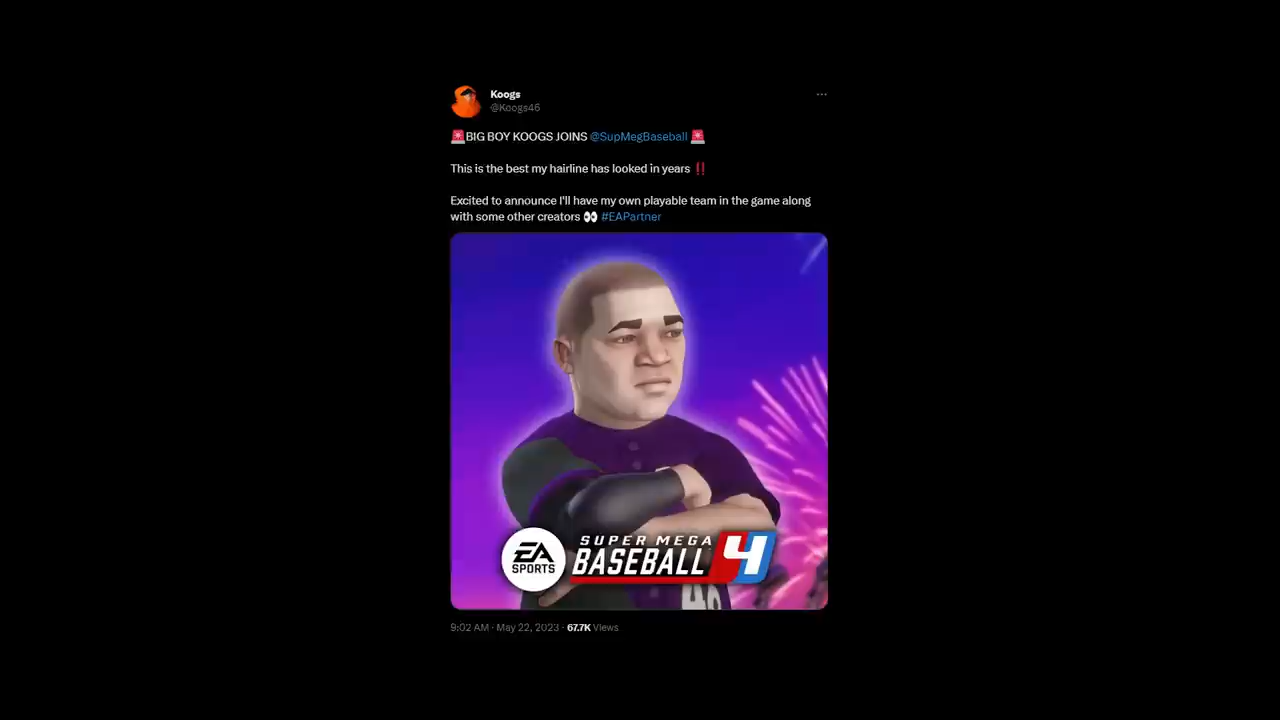 Koogs
@Koogs46
🚨BIG BOY KOOGS JOINS @SupMegBaseball 🚨
This is the best my hairline has looked in years ‼️
Excited to announce I'll have my own playable team in the game along
with some other creators 👀 #EAPartner
EA
SPORTS
SUPER MEGA
BASEBALL 4
9:02 AM · May 22, 2023 · 67.7K Views